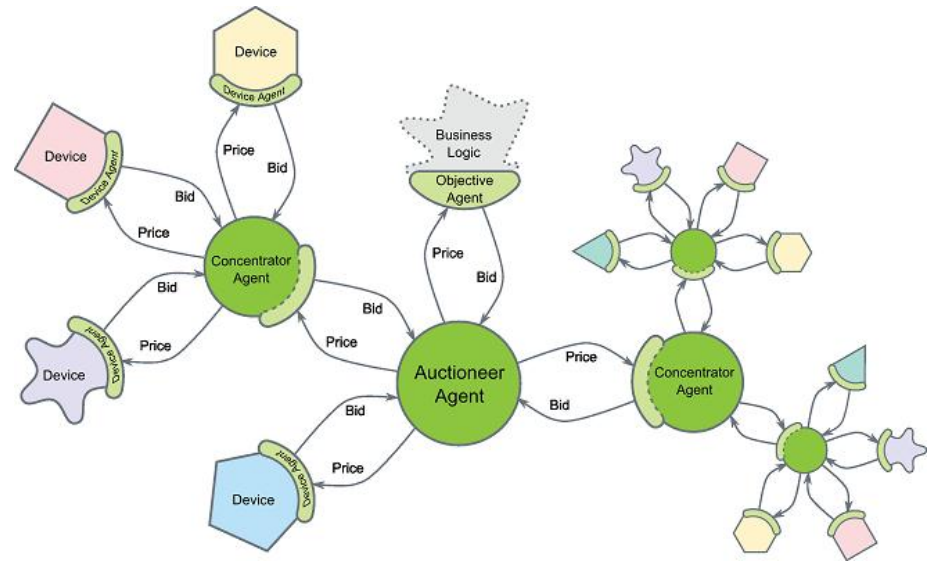 Device
Device Agent
Price
Bid
Device
Device Agent
Bid
Price
Business
Logic
Objective
Agent
Price
Bid
Concentrator
Agent
Bid
Price
Device
Device Agent
Bid
Price
Auctioneer
Agent
Price
Bid
Concentrator
Agent
Bid
Price
Device
Device Agent